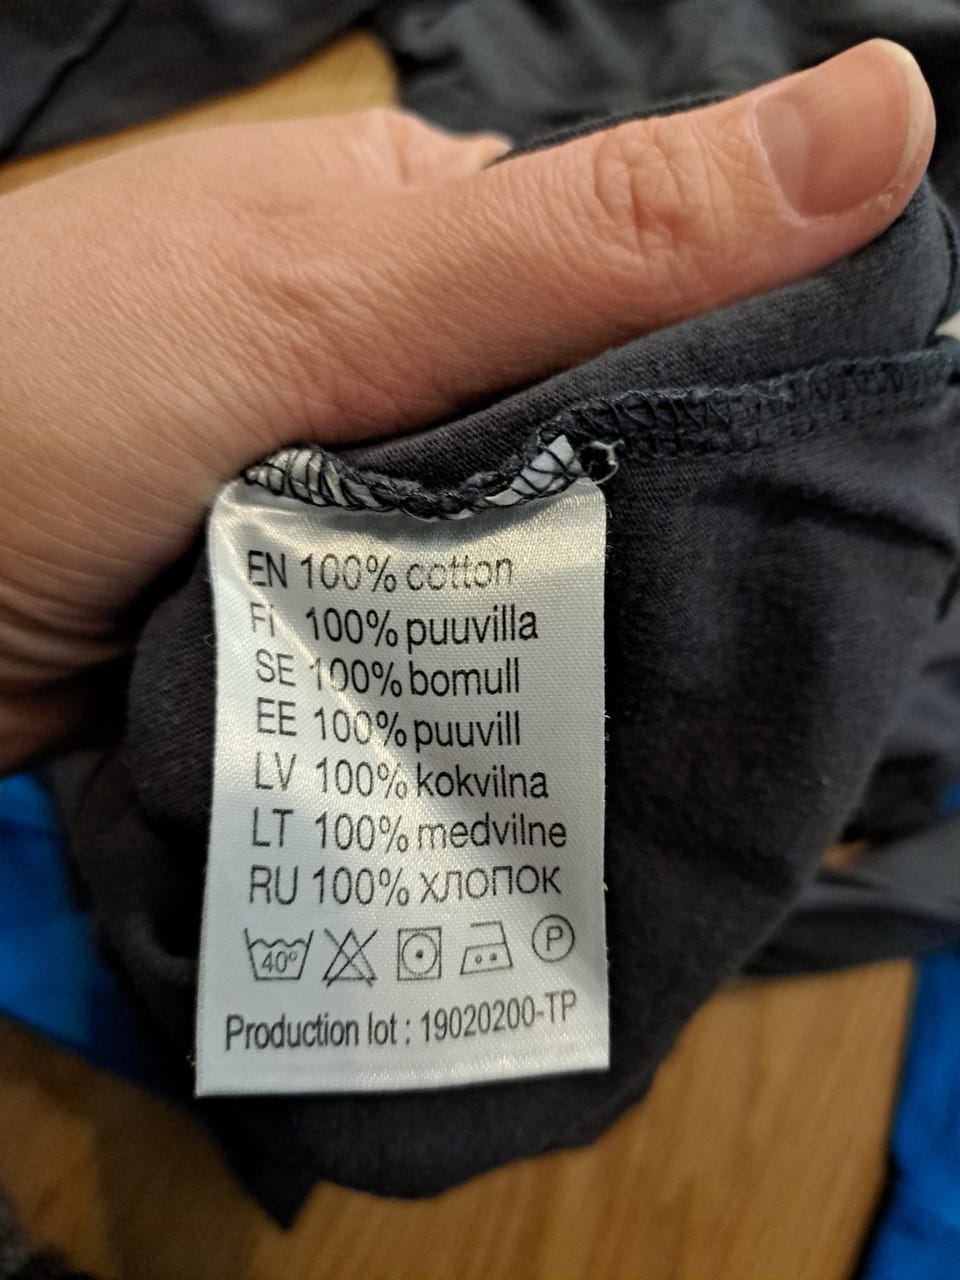 EN 100% cotton
FI 100% puuvilla
SE 100% bomull
EE 100% puuvill
LV 100% kokvilna
LT 100% medvilne
RU 100% хлопок
40° P
Production lot : 19020200-TP